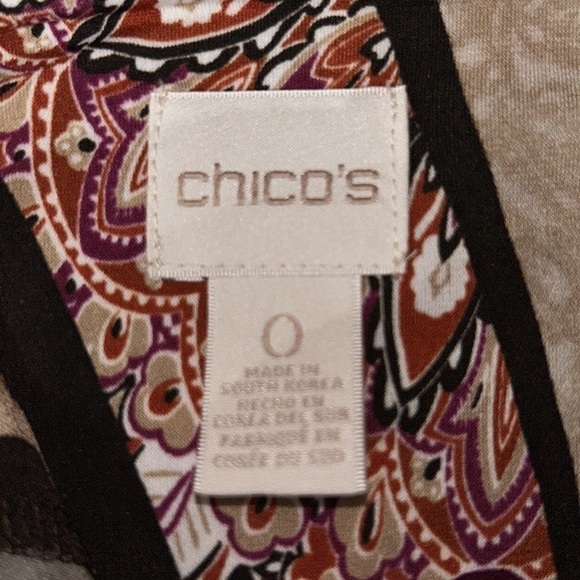 chico's
0
MADE IN
SOUTH KOREA
HECHO EN
COREA DEL SUR
FABRIQUÉ EN
CORÉE DU SUD